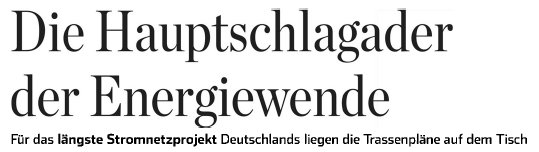 Die Hauptschlagader
der Energiewende
Für das längste Stromnetzprojekt Deutschlands liegen die Trassenpläne auf dem Tisch